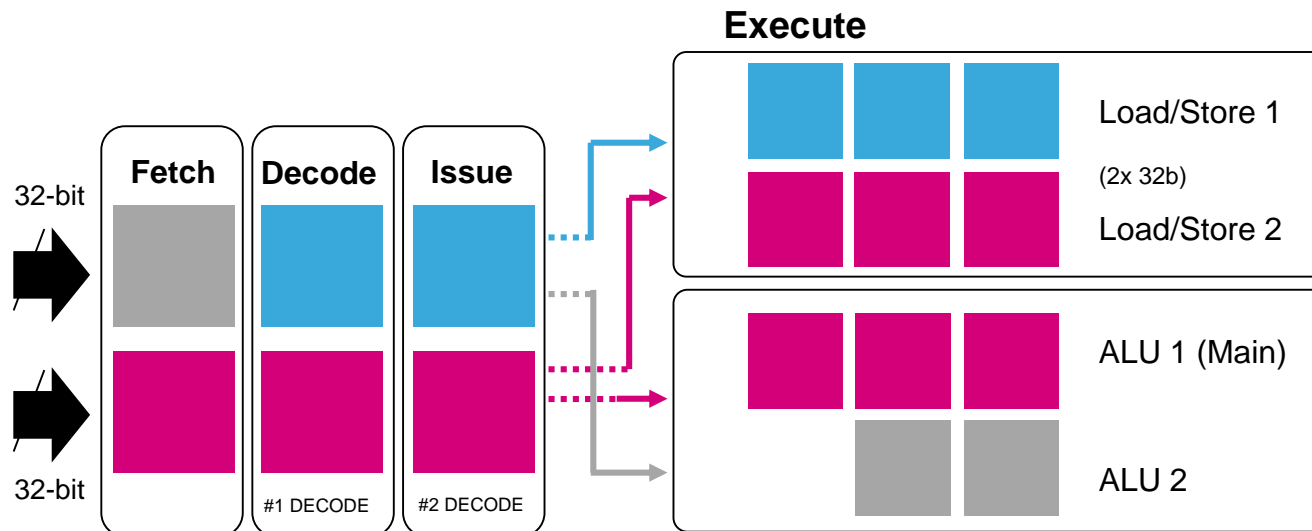 Execute
Fetch
Decode
Issue
32-bit
32-bit
#1 DECODE
#2 DECODE
Load/Store 1
(2x 32b)
Load/Store 2
ALU 1 (Main)
ALU 2